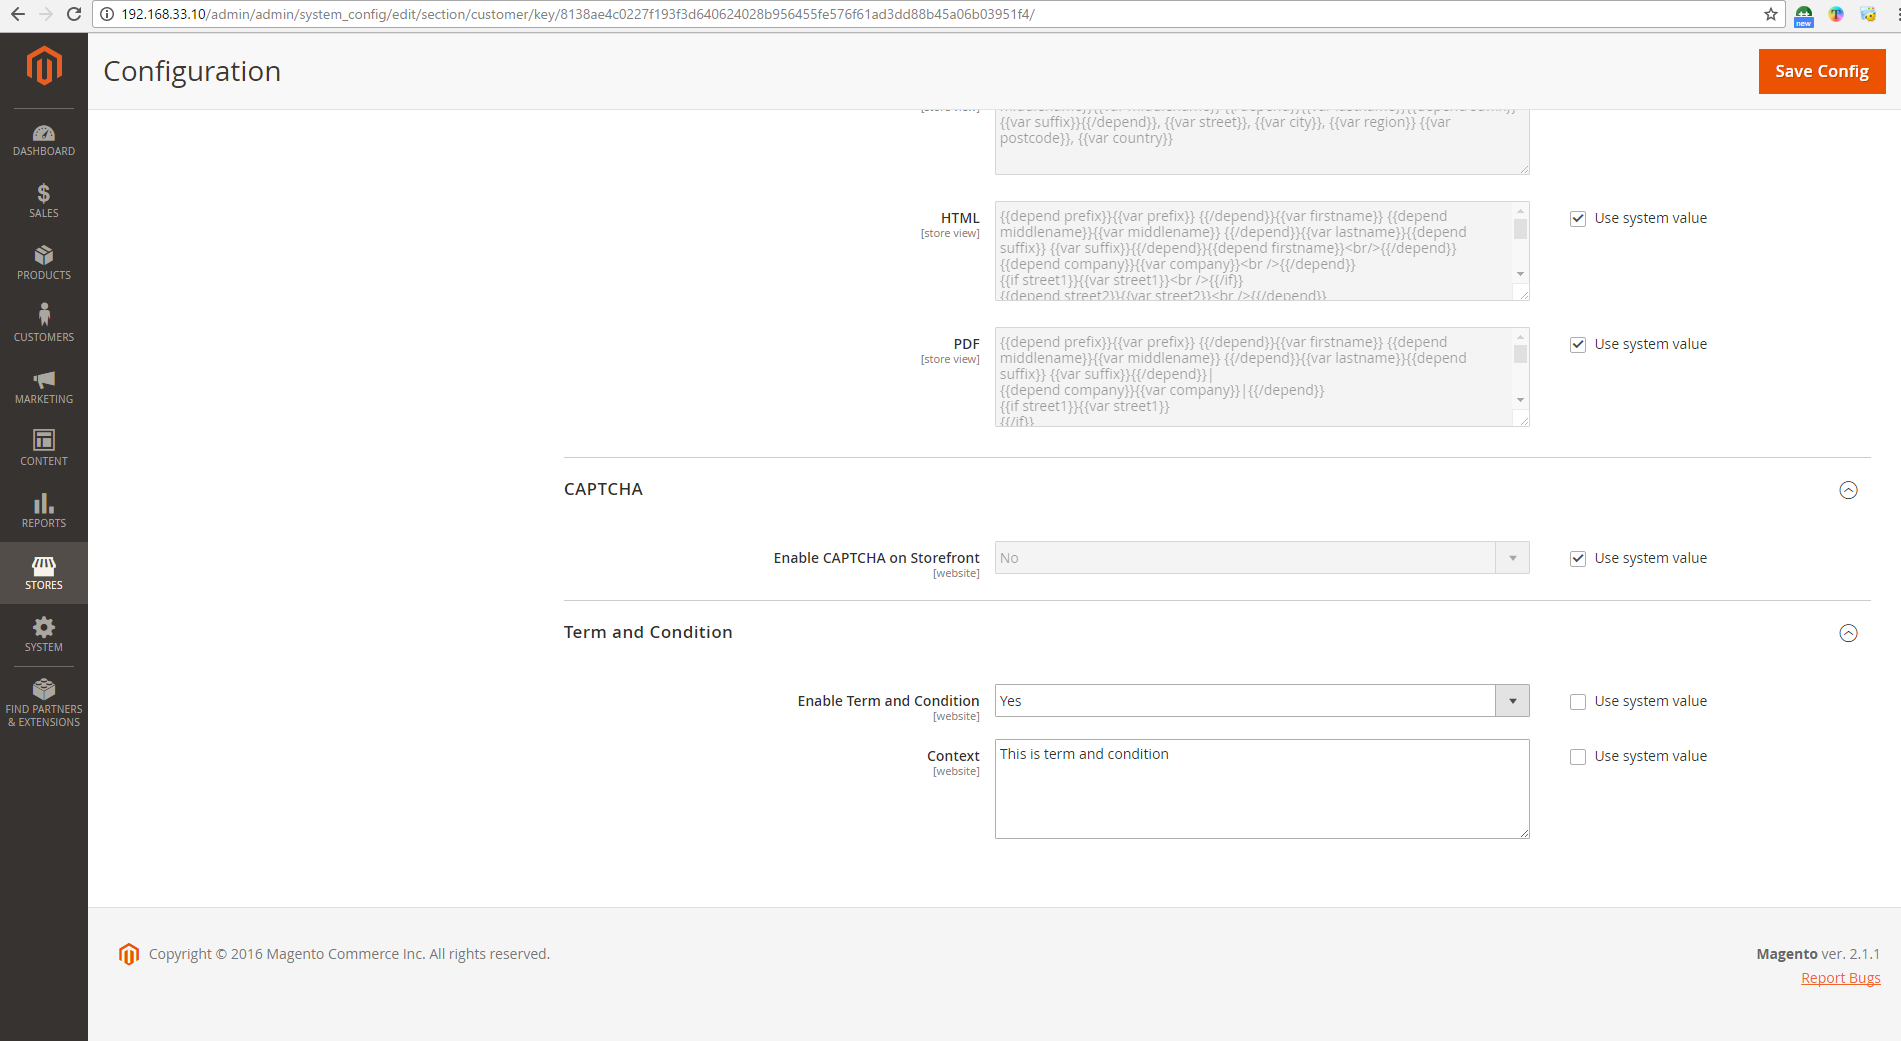 192.168.33.10/admin/admin/system_config/edit/section/customer/key/8138ae4c0227f193f3d640624028b956455fe576f61ad3dd88b45a06b03951f4/
new
Configuration
Save Config
DASHBOARD
SALES
PRODUCTS
CUSTOMERS
MARKETING
CONTENT
REPORTS
STORES
SYSTEM
FIND PARTNERS
& EXTENSIONS
{{var suffix}}{{/depend}}, {{var street}}, {{var city}}, {{var region}} {{var
postcode}}, {{var country}}
HTML
[store view]
{{depend prefix}}{{var prefix}} {{/depend}}{{var firstname}} {{depend
middlename}}{{var middlename}} {{/depend}}{{var lastname}}{{depend
suffix}} {{var suffix}}{{/depend}}{{depend firstname}}<br/>{{/depend}}
{{depend company}}{{var company}}<br />{{/depend}}
{{if street1}}{{var street1}}<br />{{/if}}
{{depend street2}}{{var street2}}<br />{{/depend}}
Use system value
PDF
[store view]
{{depend prefix}}{{var prefix}} {{/depend}}{{var firstname}} {{depend
middlename}}{{var middlename}} {{/depend}}{{var lastname}}{{depend
suffix}} {{var suffix}}{{/depend}}|
{{depend company}}{{var company}}|{{/depend}}
{{if street1}}{{var street1}}
{{/if}}
Use system value
CAPTCHA
Enable CAPTCHA on Storefront
[website]
No
Use system value
Term and Condition
Enable Term and Condition
[website]
Yes
Use system value
Context
[website]
This is term and condition
Use system value
Copyright © 2016 Magento Commerce Inc. All rights reserved.
Magento ver. 2.1.1
Report Bugs